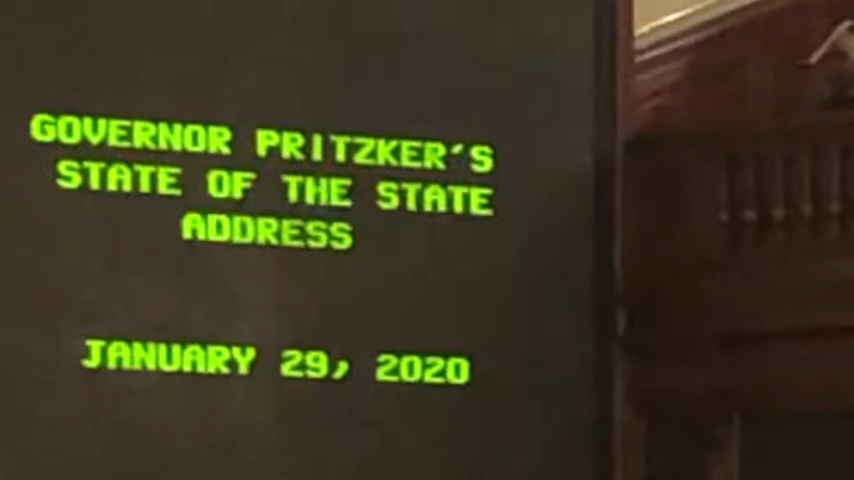 GOVERNOR PRITZKER'S
STATE OF THE STATE
ADDRESS
JANUARY 29, 2020